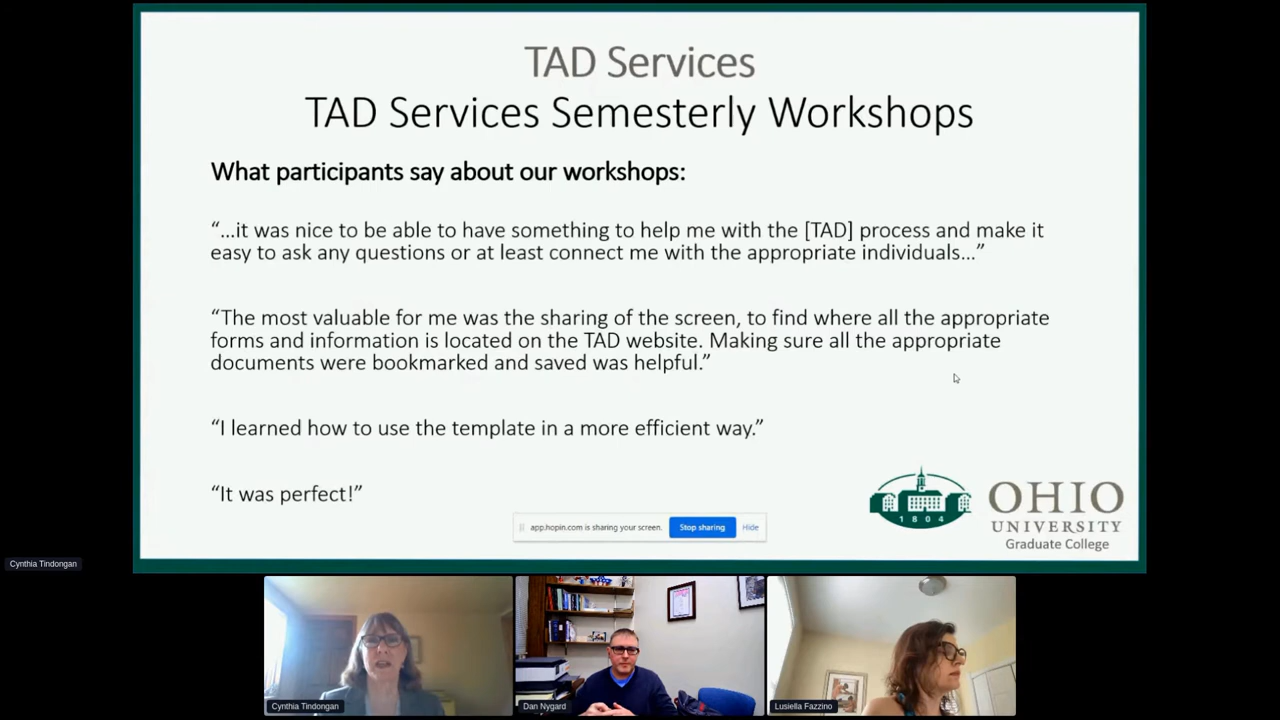 TAD Services
TAD Services Semesterly Workshops
What participants say about our workshops:
“...it was nice to be able to have something to help me with the [TAD] process and make it
easy to ask any questions or at least connect me with the appropriate individuals...”
“The most valuable for me was the sharing of the screen, to find where all the appropriate
forms and information is located on the TAD website. Making sure all the appropriate
documents were bookmarked and saved was helpful.”
“I learned how to use the template in a more efficient way.”
“It was perfect!”
1804
OHIO
UNIVERSITY
Graduate College
app.hopin.com is sharing your screen. Stop sharing Hide
Cynthia Tindongan
Cynthia Tindongan
Dan Nygard
Lusiella Fazzino